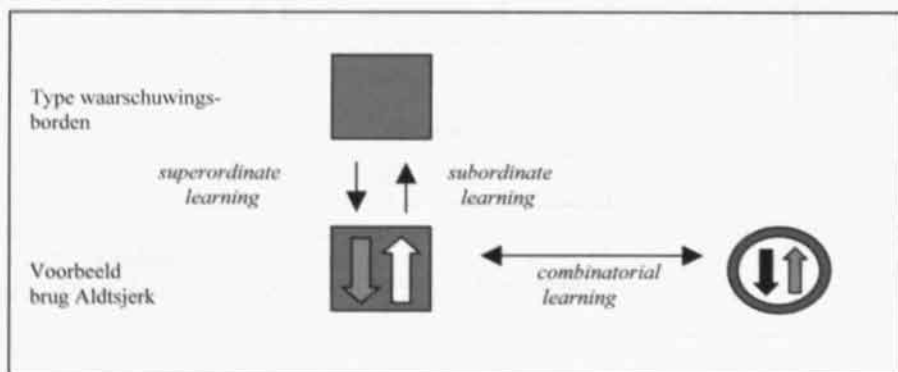 Type waarschuwings-
borden
superordinate
learning
subordinate
learning
Voorbeeld
brug Aldtsjerk
combinatorial
learning